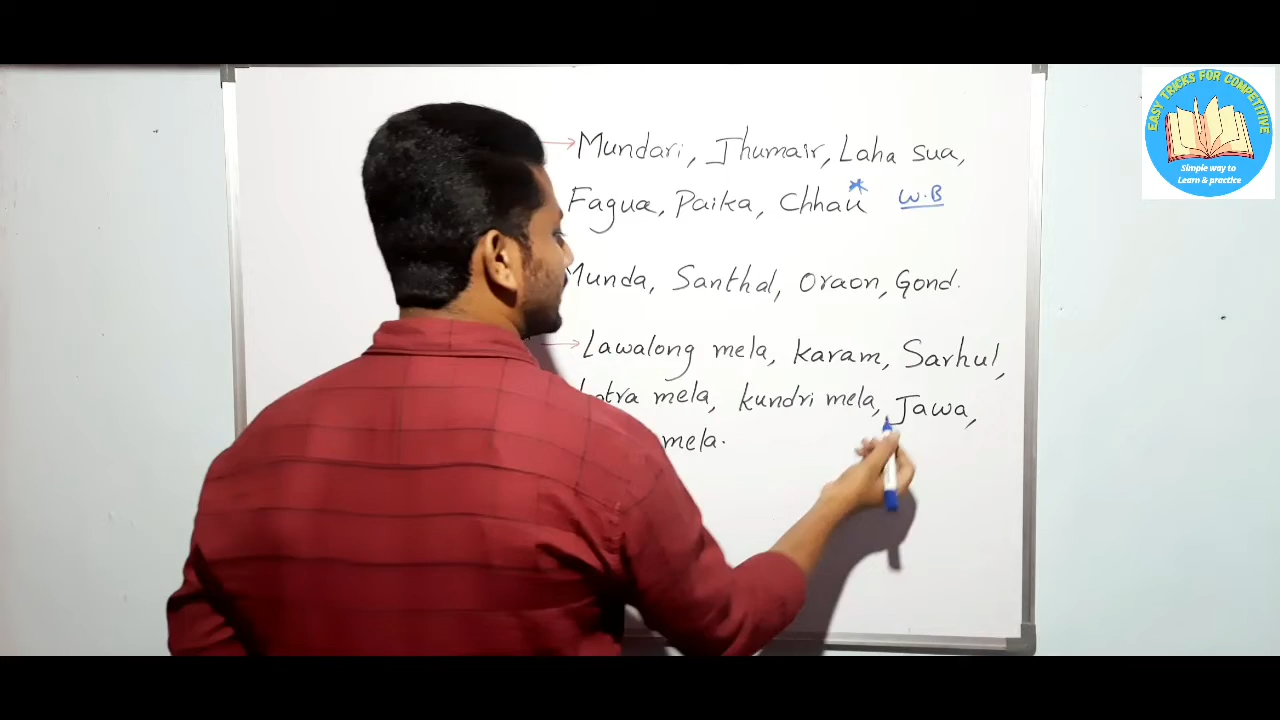 EASY TRICKS FOR COMPETITIVE
Simple way to
Learn & practice
Mundari, Jhumair, Laha sua,
Fagua, Paika, Chhau * W.B
Munda, Santhal, Oraon, Gond.
Lawalong mela, karam, Sarhul,
mela, kundri mela, Jawa,
mela.